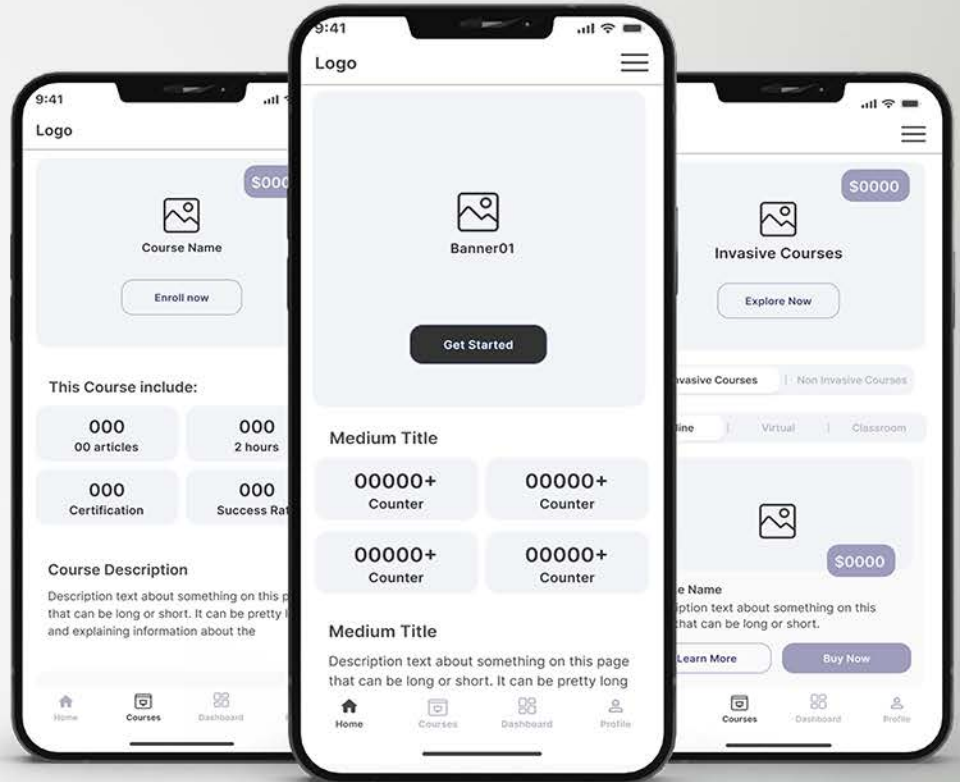 9:41
Logo
$000
Course Name
Enroll now
This Course include:
000
00 articles
000
2 hours
000
Certification
000
Success
Course Description
Description text about something on this
that can be long or short. It can be pretty
and explaining information about the
Home
Courses
Dashboard
9:41
Logo
Banner01
Get Started
Medium Title
00000+
Counter
00000+
Counter
00000+
Counter
00000+
Counter
Medium Title
Description text about something on this page
that can be long or short. It can be pretty long
Home
Courses
Dashboard
Profile
$0000
Invasive Courses
Explore Now
Courses | Non Invasive Courses
| Virtual | Classroom
$0000
Name
text about something on this
that can be long or short.
Learn More
Buy Now
Courses
Dashboard
Profile